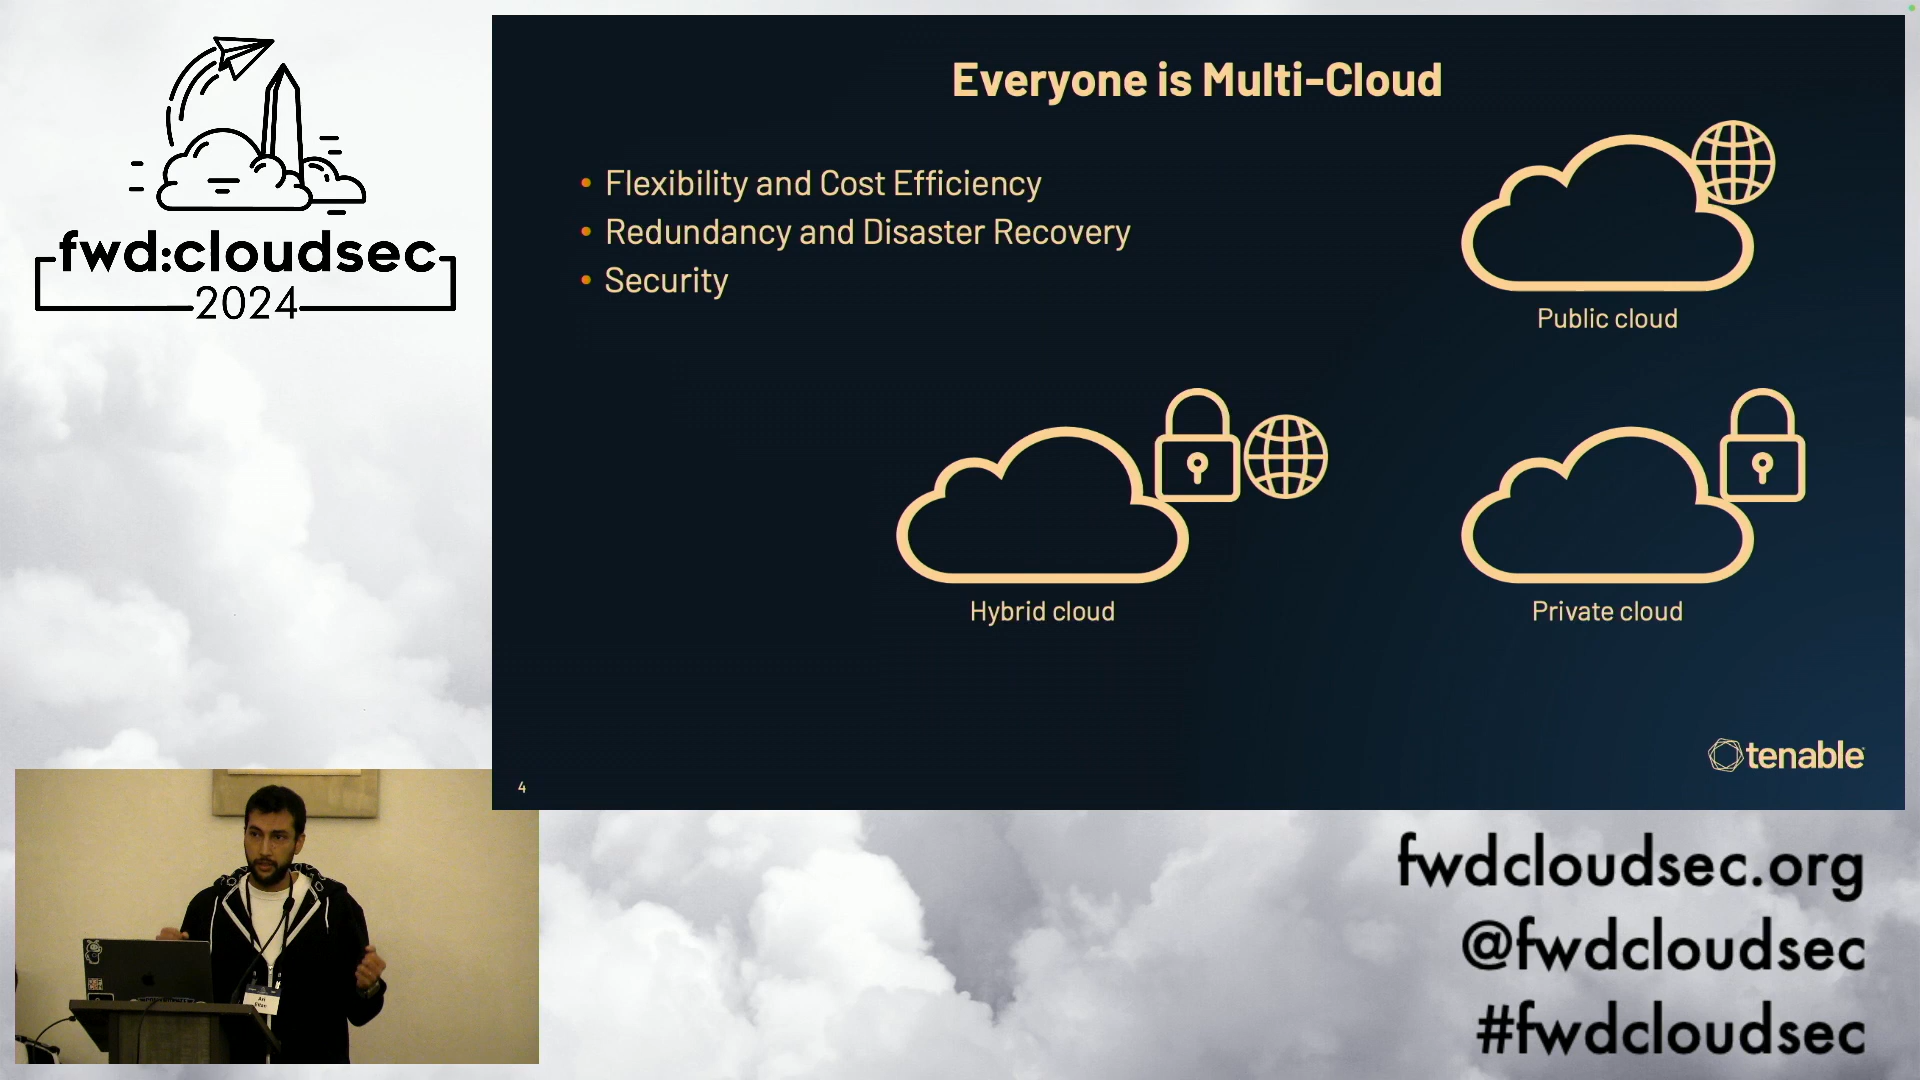 fwd:cloudsec
2024
Everyone is Multi-Cloud
• Flexibility and Cost Efficiency
• Redundancy and Disaster Recovery
• Security
Public cloud
Hybrid cloud
Private cloud
tenable
4
fwdcloudsec.org
@fwdcloudsec
#fwdcloudsec